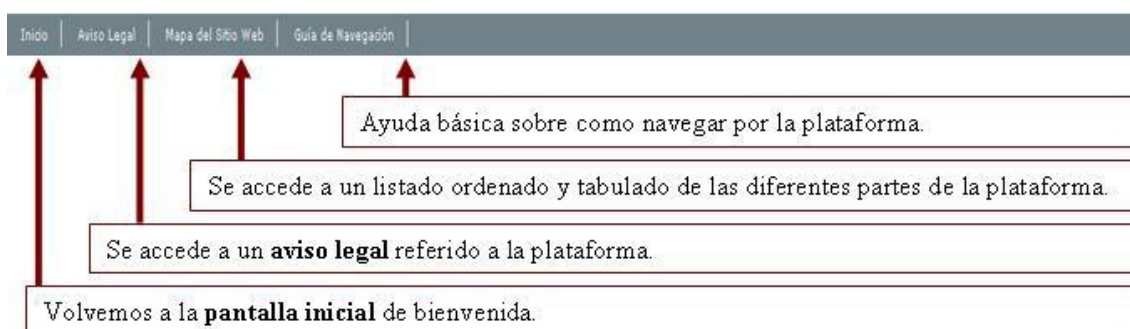 Inicio | Aviso Legal | Mapa del Sitio Web | Guía de Navegación |
Ayuda básica sobre como navegar por la plataforma.
Se accede a un listado ordenado y tabulado de las diferentes partes de la plataforma.
Se accede a un aviso legal referido a la plataforma.
Volvemos a la pantalla inicial de bienvenida.